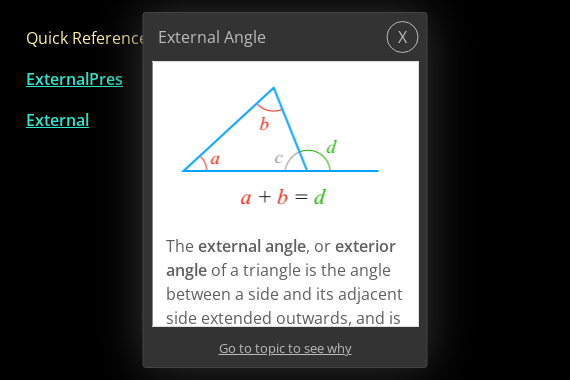 Quick Reference
ExternalPres
External
External Angle
X
b
a
c
d
a + b = d
The external angle, or exterior
angle of a triangle is the angle
between a side and its adjacent
side extended outwards, and is
Go to topic to see why